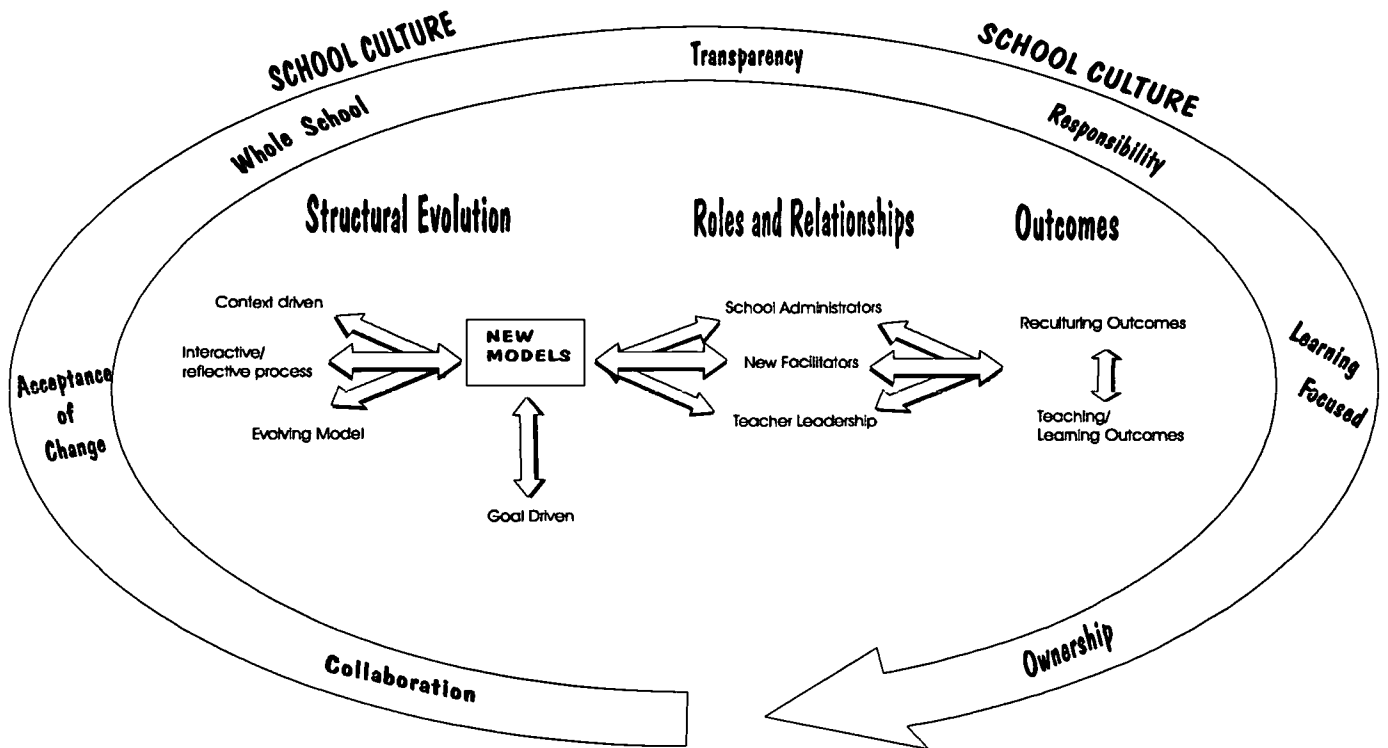 SCHOOL CULTURE
SCHOOL CULTURE
Transparency
Whole School
Responsibility
Structural Evolution
Roles and Relationships
Outcomes
Context driven
Interactive/
reflective process
Evolving Model
NEW
MODELS
Goal Driven
School Administrators
New Facilitators
Teacher Leadership
Reculturing Outcomes
Teaching/
Learning Outcomes
Learning
Focused
Acceptance
of
Change
Collaboration
Ownership